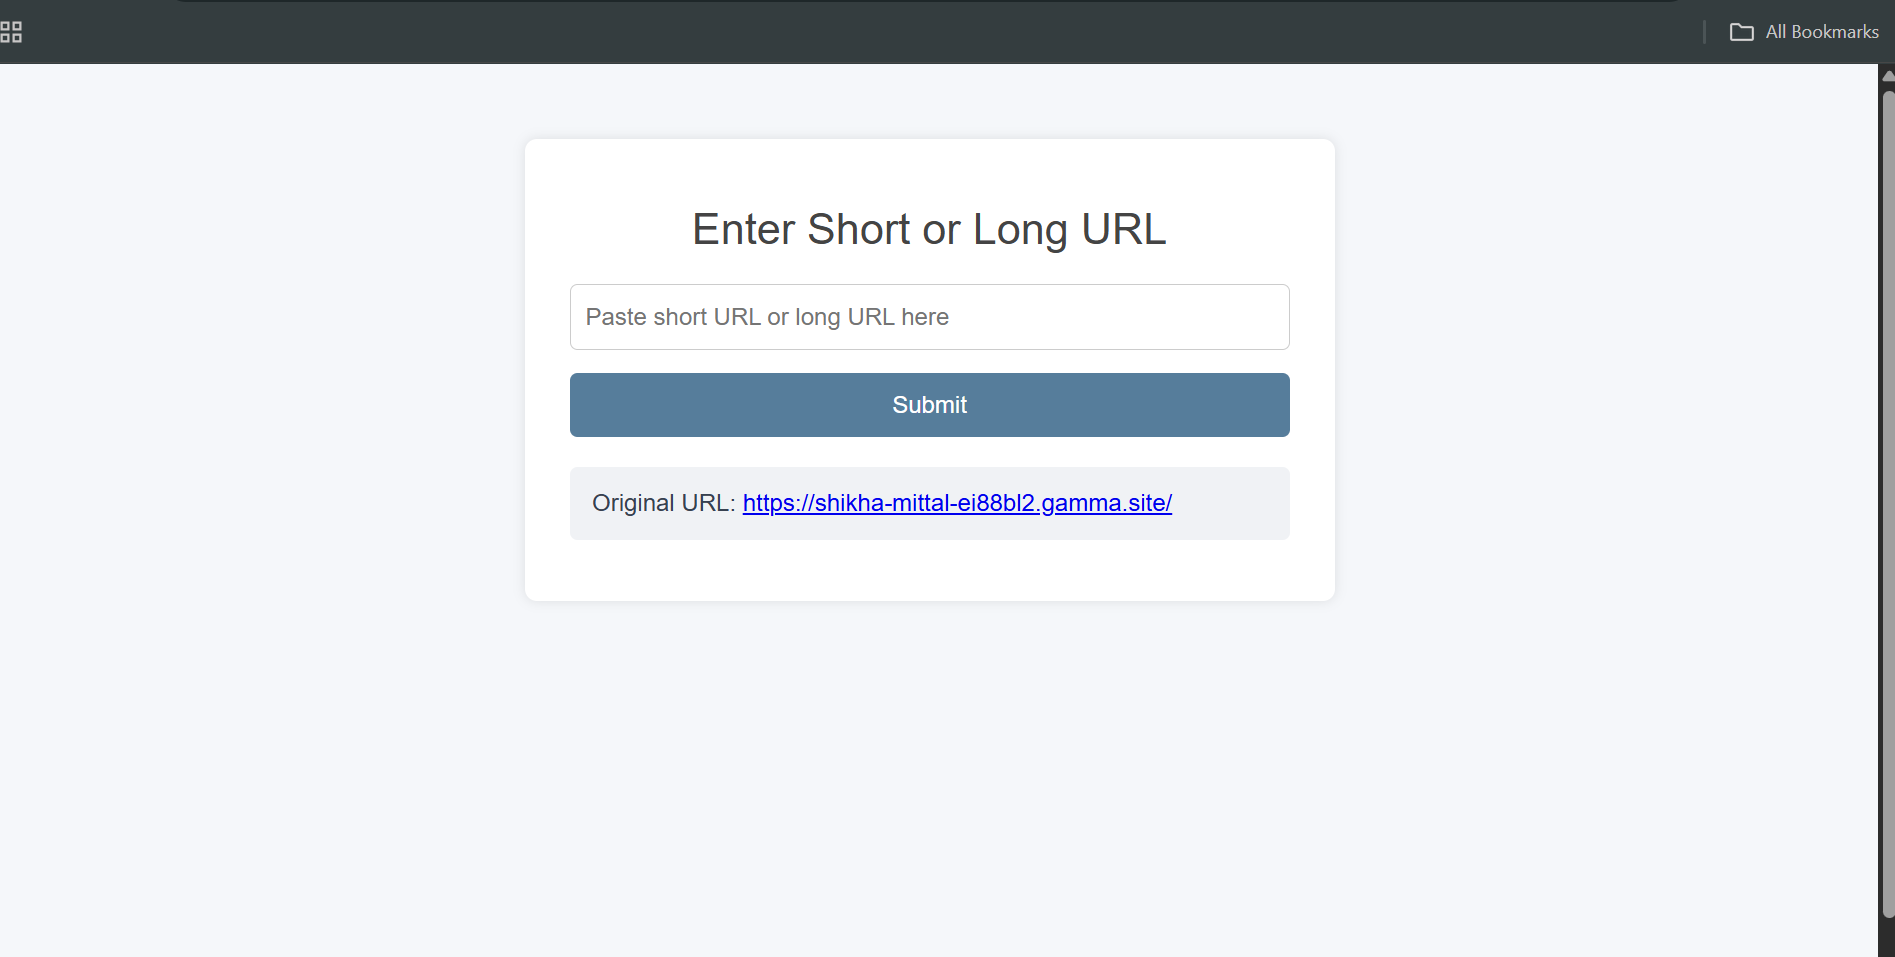 All Bookmarks
Enter Short or Long URL
Paste short URL or long URL here
Submit
Original URL: https://shikha-mittal-ei88bl2.gamma.site/